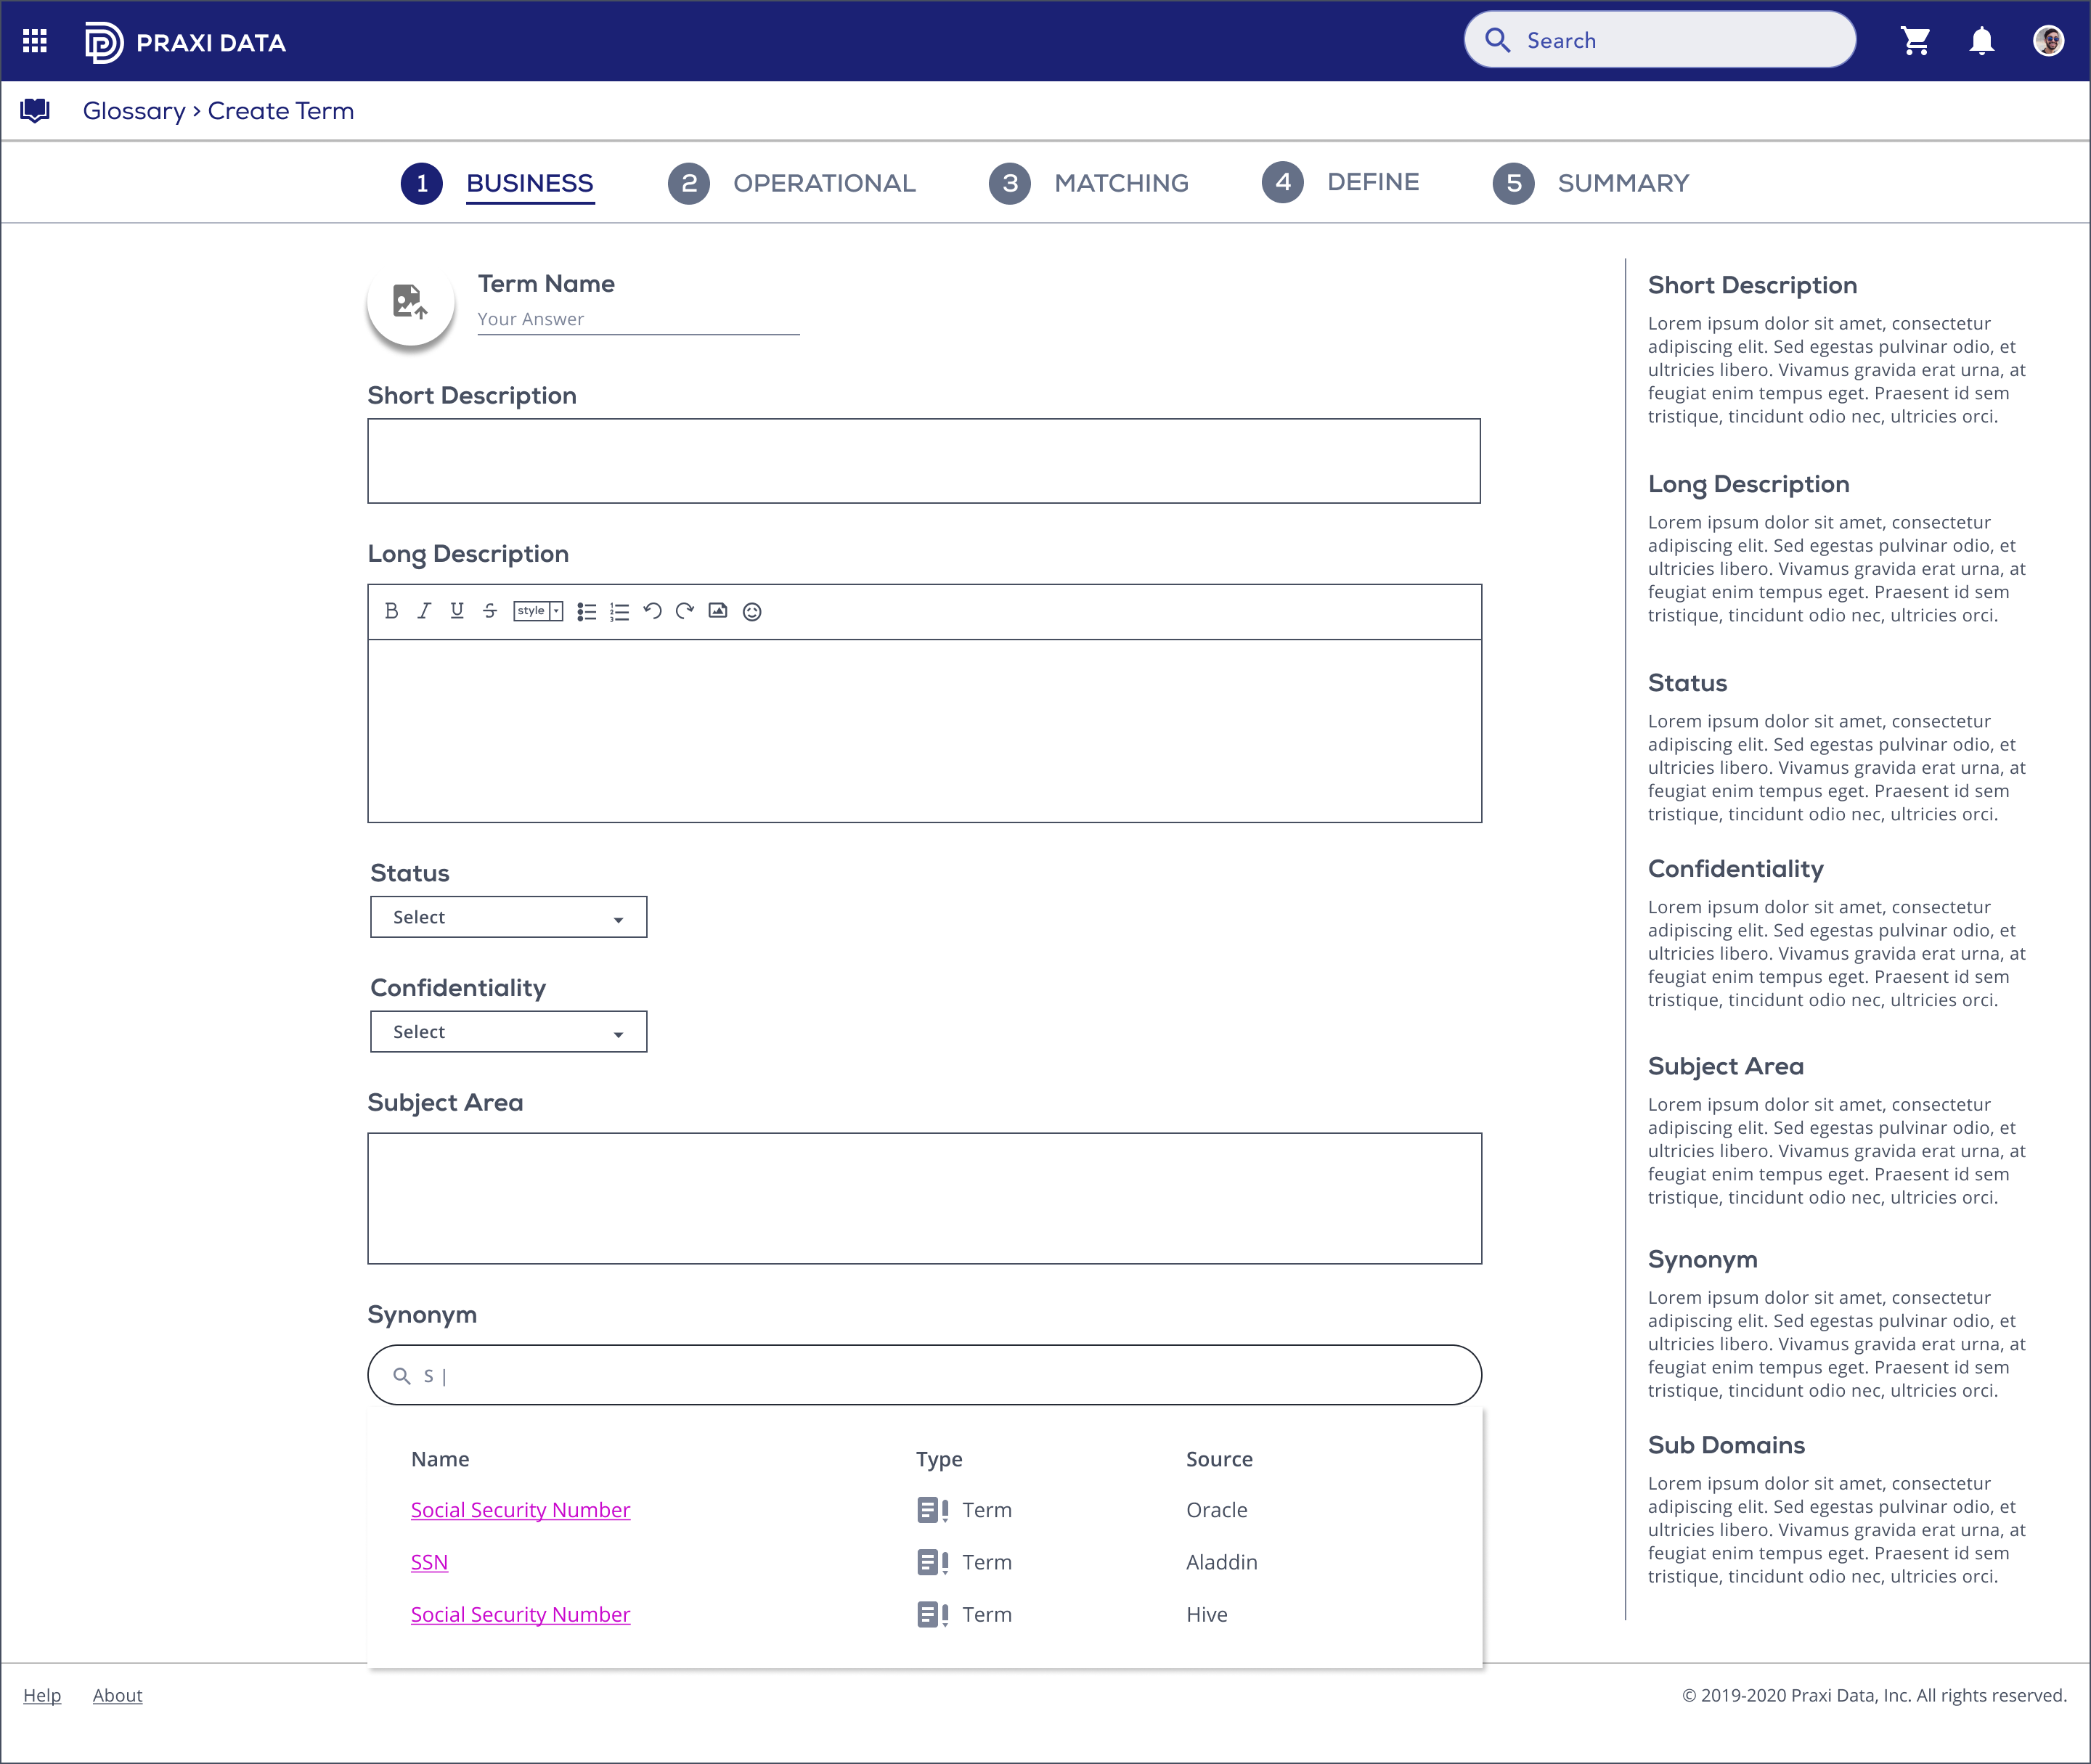 PRAXI DATA
Search
Glossary > Create Term
1 BUSINESS 2 OPERATIONAL 3 MATCHING 4 DEFINE 5 SUMMARY
Term Name
Your Answer
Short Description
Long Description
B I U S style
Status
Select
Confidentiality
Select
Subject Area
Synonym
S |
Name Type Source
Social Security Number Term Oracle
SSN Term Aladdin
Social Security Number Term Hive
Short Description
Lorem ipsum dolor sit amet, consectetur
adipiscing elit. Sed egestas pulvinar odio, et
ultricies libero. Vivamus gravida erat urna, at
feugiat enim tempus eget. Praesent id sem
tristique, tincidunt odio nec, ultricies orci.
Long Description
Lorem ipsum dolor sit amet, consectetur
adipiscing elit. Sed egestas pulvinar odio, et
ultricies libero. Vivamus gravida erat urna, at
feugiat enim tempus eget. Praesent id sem
tristique, tincidunt odio nec, ultricies orci.
Status
Lorem ipsum dolor sit amet, consectetur
adipiscing elit. Sed egestas pulvinar odio, et
ultricies libero. Vivamus gravida erat urna, at
feugiat enim tempus eget. Praesent id sem
tristique, tincidunt odio nec, ultricies orci.
Confidentiality
Lorem ipsum dolor sit amet, consectetur
adipiscing elit. Sed egestas pulvinar odio, et
ultricies libero. Vivamus gravida erat urna, at
feugiat enim tempus eget. Praesent id sem
tristique, tincidunt odio nec, ultricies orci.
Subject Area
Lorem ipsum dolor sit amet, consectetur
adipiscing elit. Sed egestas pulvinar odio, et
ultricies libero. Vivamus gravida erat urna, at
feugiat enim tempus eget. Praesent id sem
tristique, tincidunt odio nec, ultricies orci.
Synonym
Lorem ipsum dolor sit amet, consectetur
adipiscing elit. Sed egestas pulvinar odio, et
ultricies libero. Vivamus gravida erat urna, at
feugiat enim tempus eget. Praesent id sem
tristique, tincidunt odio nec, ultricies orci.
Sub Domains
Lorem ipsum dolor sit amet, consectetur
adipiscing elit. Sed egestas pulvinar odio, et
ultricies libero. Vivamus gravida erat urna, at
feugiat enim tempus eget. Praesent id sem
tristique, tincidunt odio nec, ultricies orci.
Help About © 2019-2020 Praxi Data, Inc. All rights reserved.